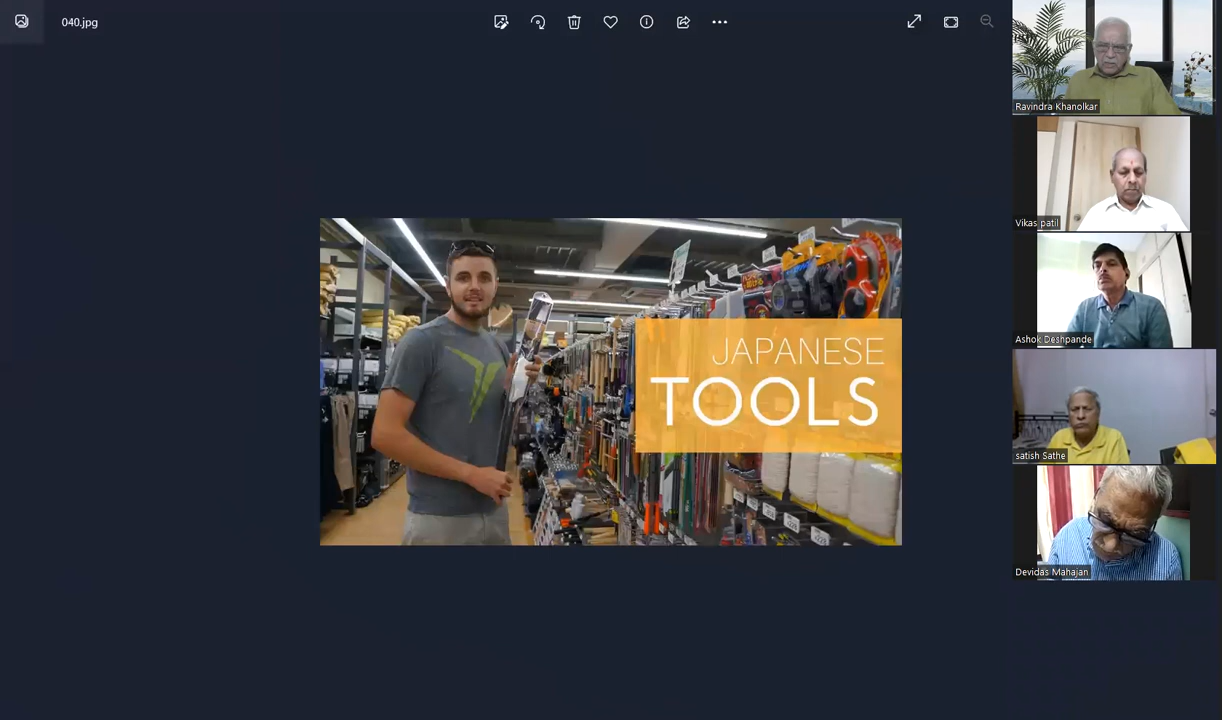 040.jpg
Ravindra Khanolkar
Vikas patil
Ashok Deshpande
satish Sathe
Devidas Mahajan
JAPANESE
TOOLS